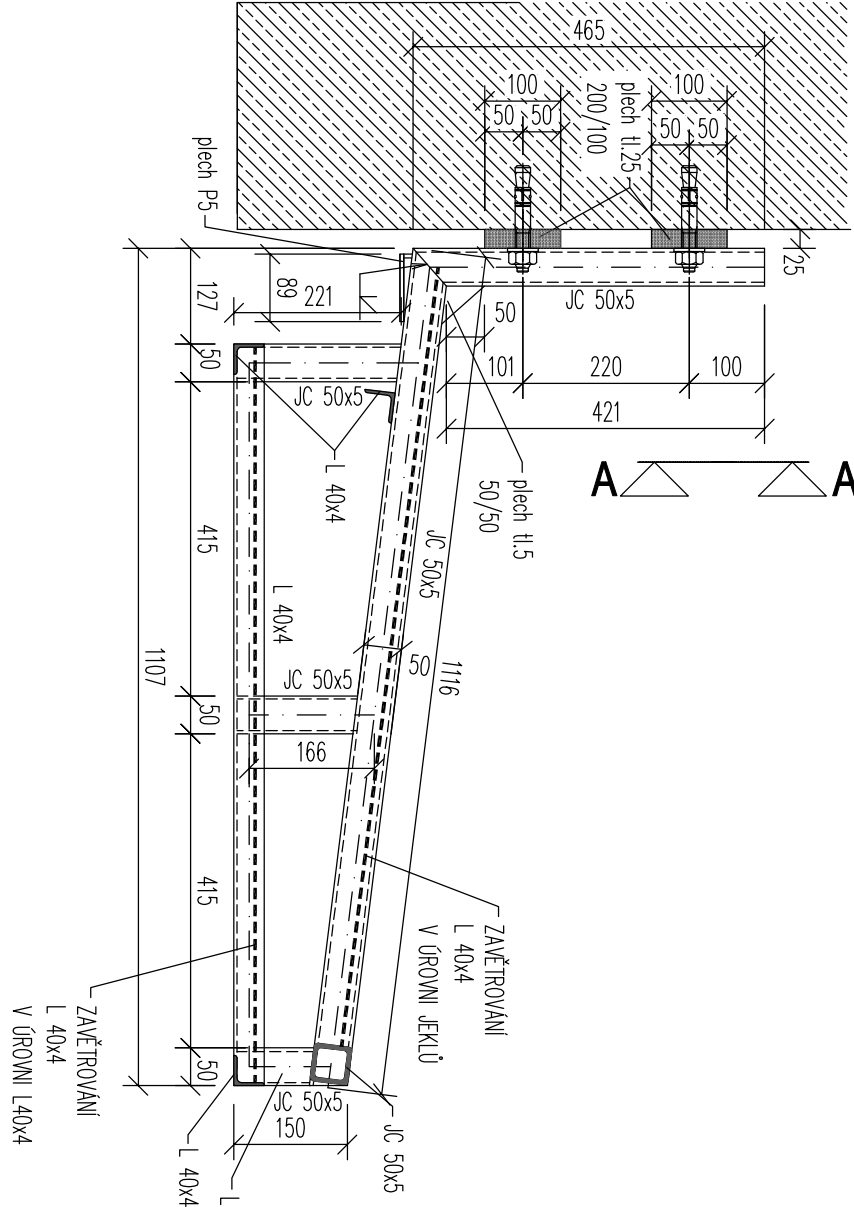 465
100
100
50
50
50
50
plech tl.25
200/100
plech P5
25
JC 50x5
127
89
221
50
101
220
100
421
50
JC 50x5
L 40x4
plech tl.5
50/50
A
A
JC 50x5
415
L 40x4
1107
JC 50x5
50
50
1116
166
415
ZAVĚTROVÁNÍ
L 40x4
V ÚROVNI JEKLŮ
ZAVĚTROVÁNÍ
L 40x4
V ÚROVNI L40x4
50
JC 50x5
150
JC 50x5
L 40x4
L